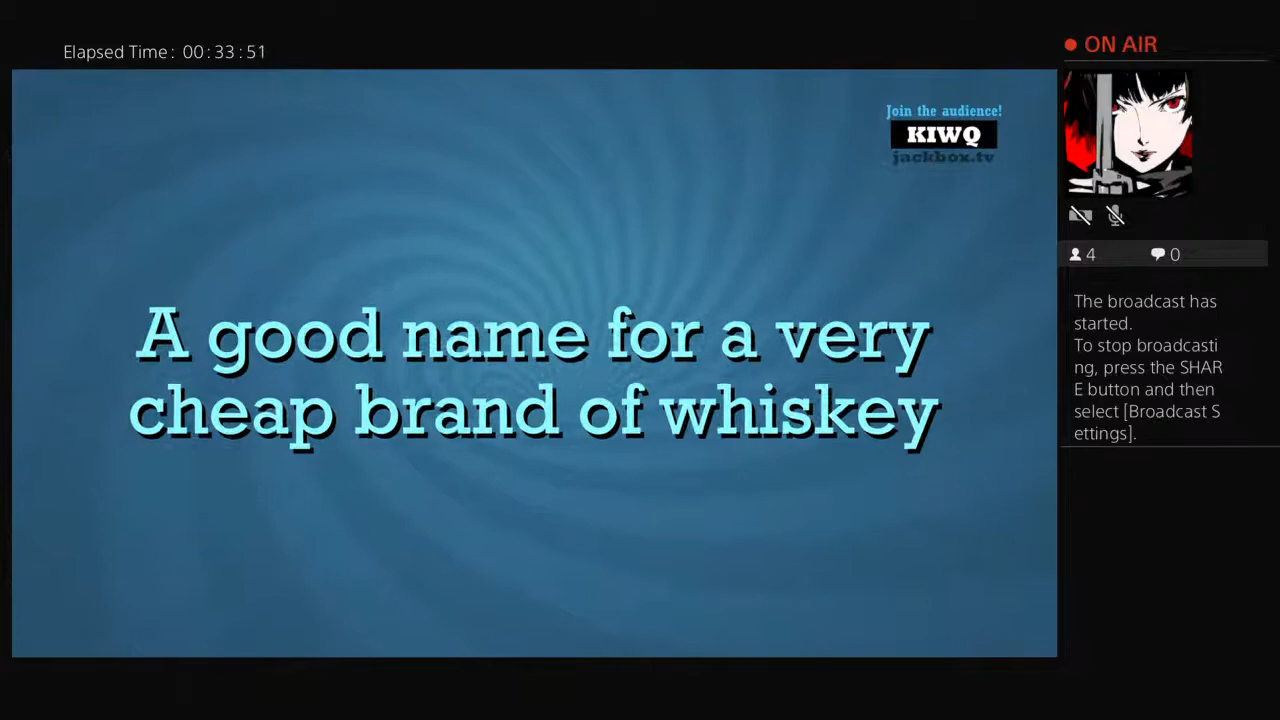 Elapsed Time: 00:33:51
ON AIR
Join the audience!
KIWQ
jackbox.tv
A good name for a very
cheap brand of whiskey
4
0
The broadcast has
started.
To stop broadcasti
ng, press the SHAR
E button and then
select [Broadcast S
ettings].